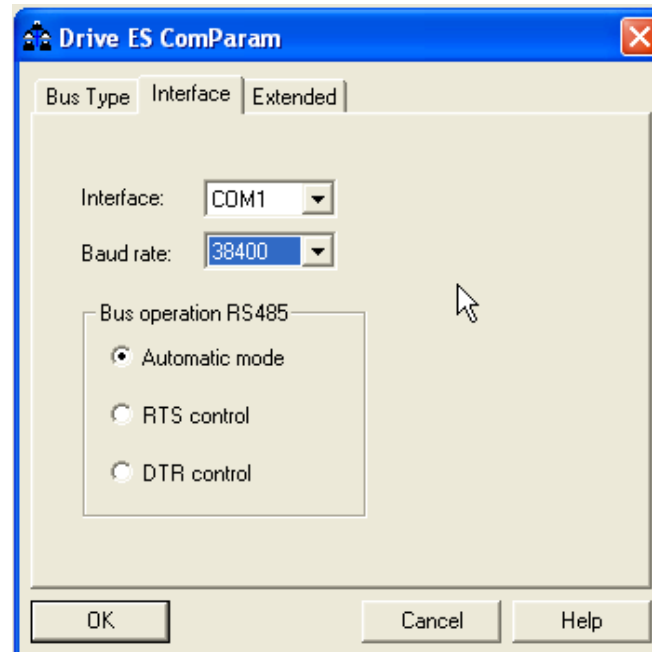 Drive ES ComParam
Bus Type Interface Extended
Interface: COM1
Baud rate: 38400
Bus operation RS485
Automatic mode
RTS control
DTR control
OK Cancel Help